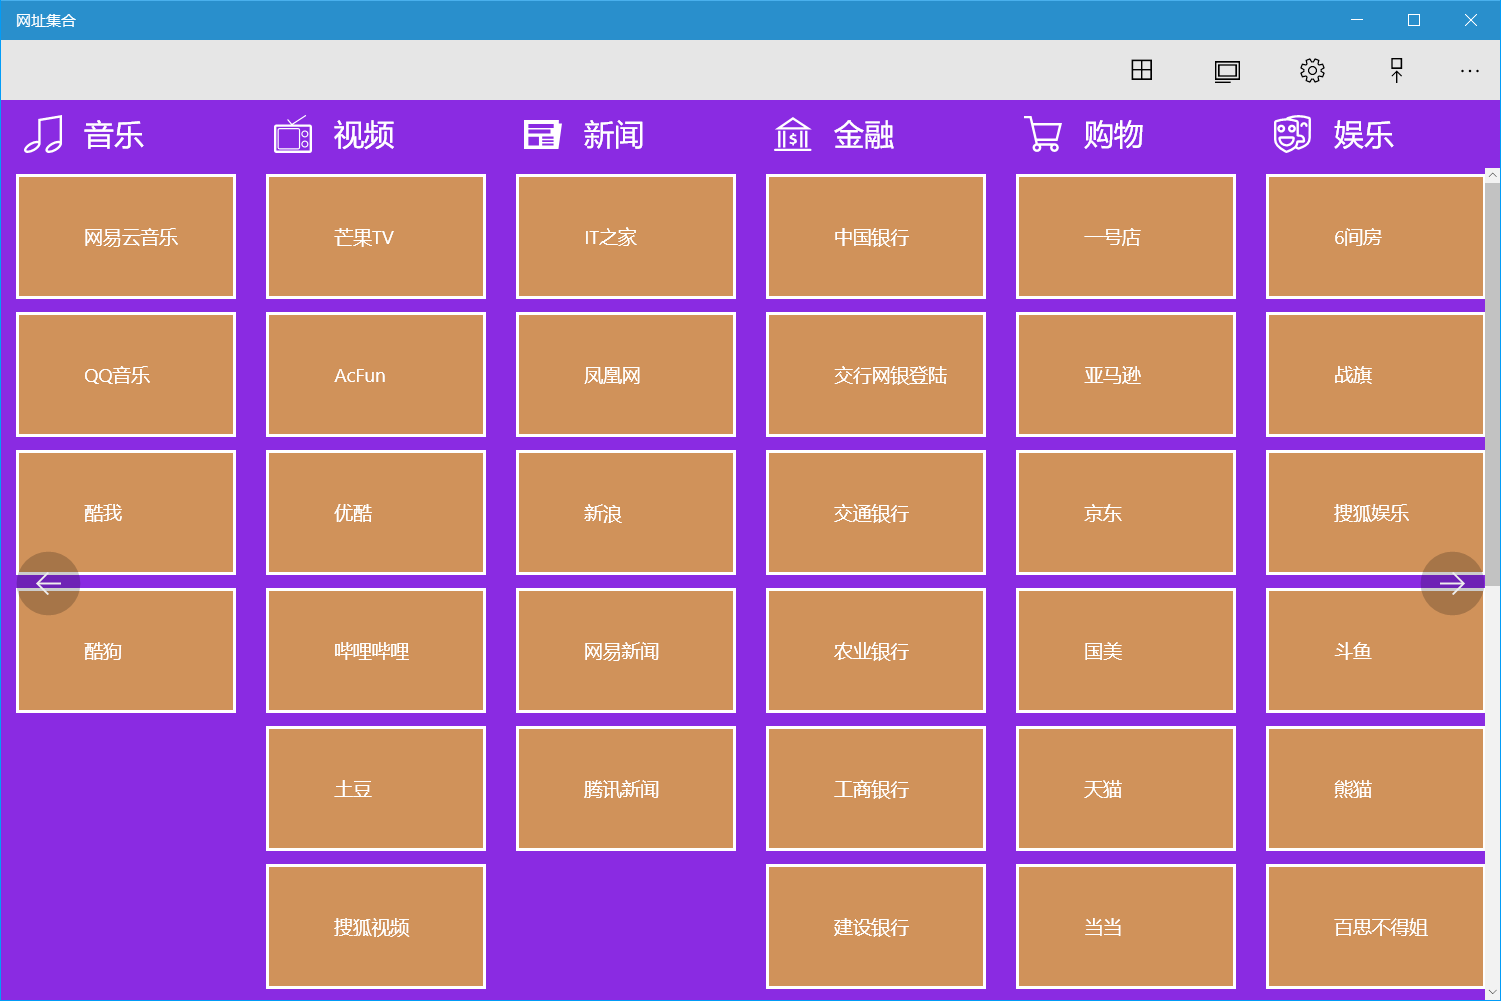 网址集合
音乐
视频
新闻
金融
购物
娱乐
网易云音乐
芒果TV
IT之家
中国银行
一号店
6间房
QQ音乐
AcFun
凤凰网
交行网银登陆
亚马逊
战旗
酷我
优酷
新浪
交通银行
京东
搜狐娱乐
酷狗
哔哩哔哩
网易新闻
农业银行
国美
斗鱼
土豆
腾讯新闻
工商银行
天猫
熊猫
搜狐视频
建设银行
当当
百思不得姐